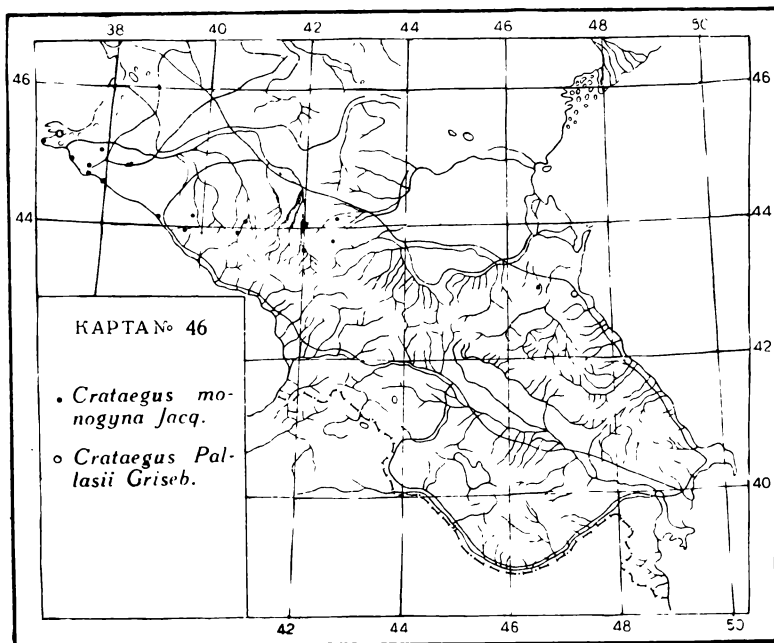 38 40 42 44 46 48 50
46 46
44 44
42
40
КАРТА № 46
• Crataegus mo-
nogyna Jacq.
○ Crataegus Pal-
lasii Griseb.
42 44 46 48 50